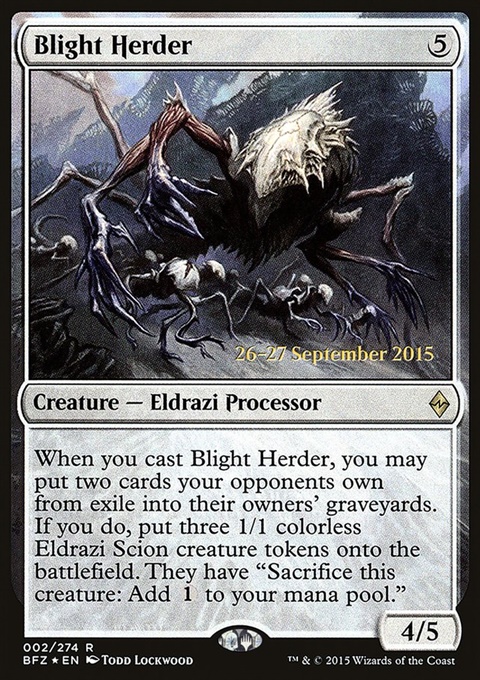 Blight Herder 5
26–27 September 2015
Creature — Eldrazi Processor
When you cast Blight Herder, you may
put two cards your opponents own
from exile into their owners' graveyards.
If you do, put three 1/1 colorless
Eldrazi Scion creature tokens onto the
battlefield. They have “Sacrifice this
creature: Add 1 to your mana pool.”
4/5
002/274 R
BFZ ★ EN Todd Lockwood
™ & © 2015 Wizards of the Coast